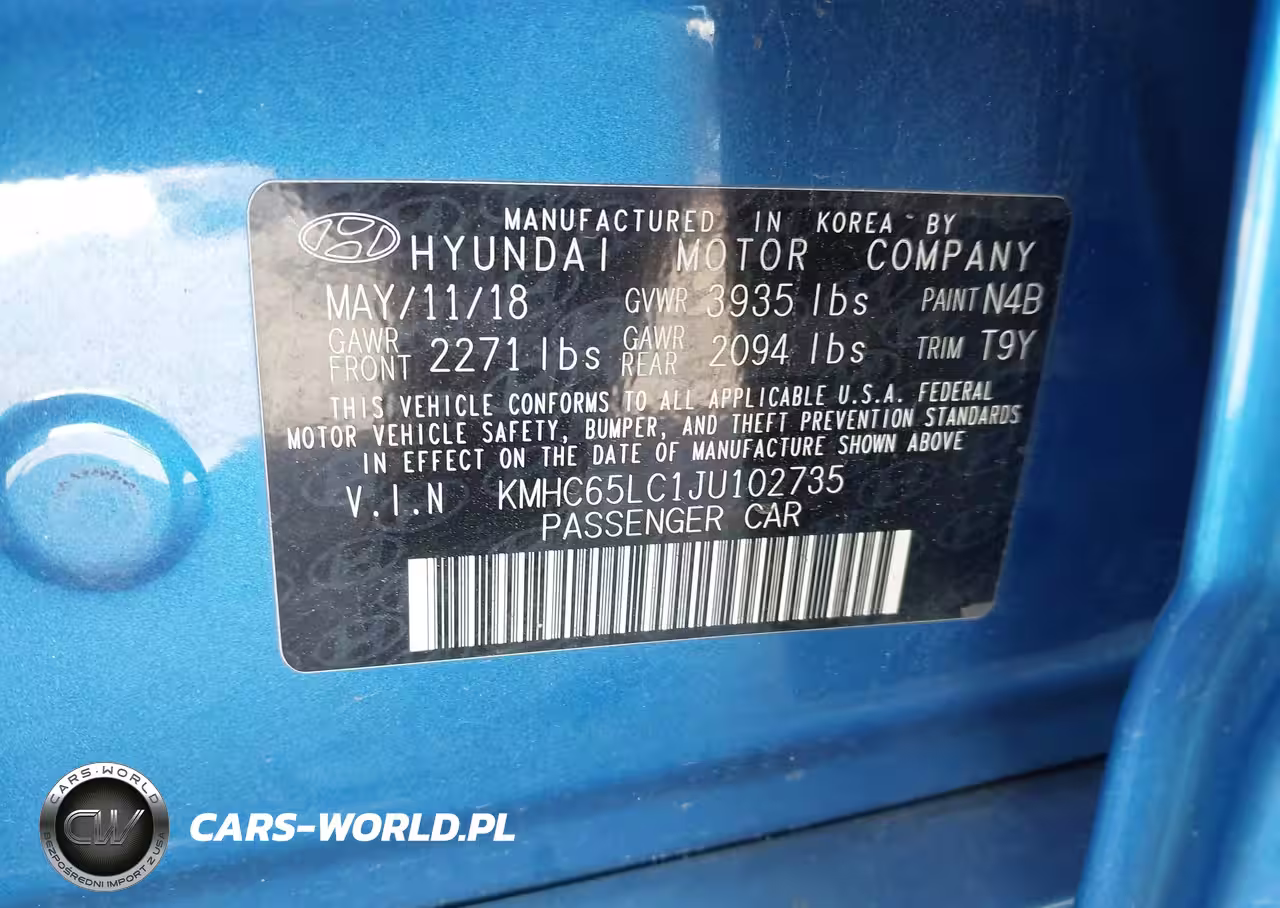 MANUFACTURED IN KOREA BY
HYUNDAI MOTOR COMPANY
MAY/11/18 GVWR 3935 lbs PAINT N4B
GAWR FRONT 2271 lbs GAWR REAR 2094 lbs TRIM T9Y
THIS VEHICLE CONFORMS TO ALL APPLICABLE U.S.A. FEDERAL
MOTOR VEHICLE SAFETY, BUMPER, AND THEFT PREVENTION STANDARDS
IN EFFECT ON THE DATE OF MANUFACTURE SHOWN ABOVE
V.I.N KMHC65LC1JU102735
PASSENGER CAR
CARS-WORLD
CW
BEZPOŚREDNI IMPORT Z USA
CARS-WORLD.PL